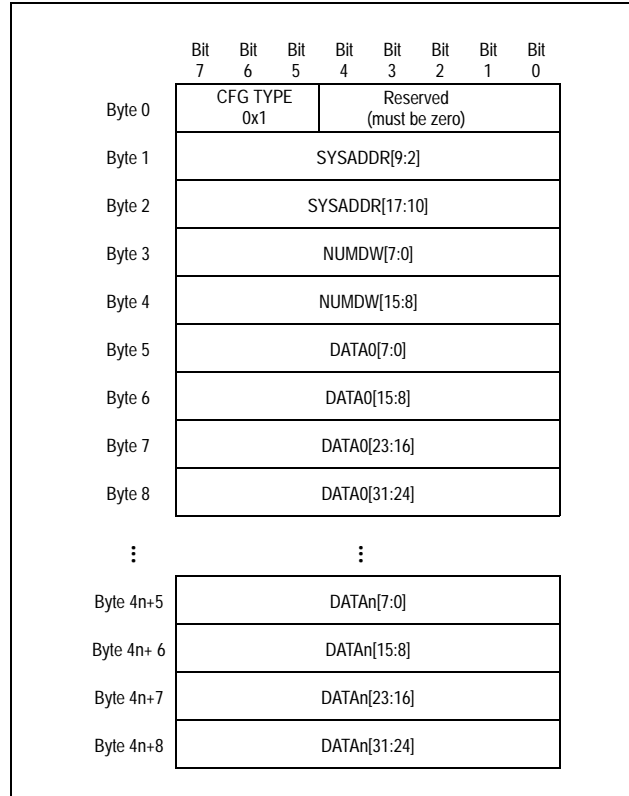 Bit Bit Bit Bit Bit Bit Bit Bit
7 6 5 4 3 2 1 0
Byte 0 CFG TYPE Reserved
0x1 (must be zero)
Byte 1 SYSADDR[9:2]
Byte 2 SYSADDR[17:10]
Byte 3 NUMDW[7:0]
Byte 4 NUMDW[15:8]
Byte 5 DATA0[7:0]
Byte 6 DATA0[15:8]
Byte 7 DATA0[23:16]
Byte 8 DATA0[31:24]
⋮ ⋮
Byte 4n+5 DATAn[7:0]
Byte 4n+ 6 DATAn[15:8]
Byte 4n+7 DATAn[23:16]
Byte 4n+8 DATAn[31:24]